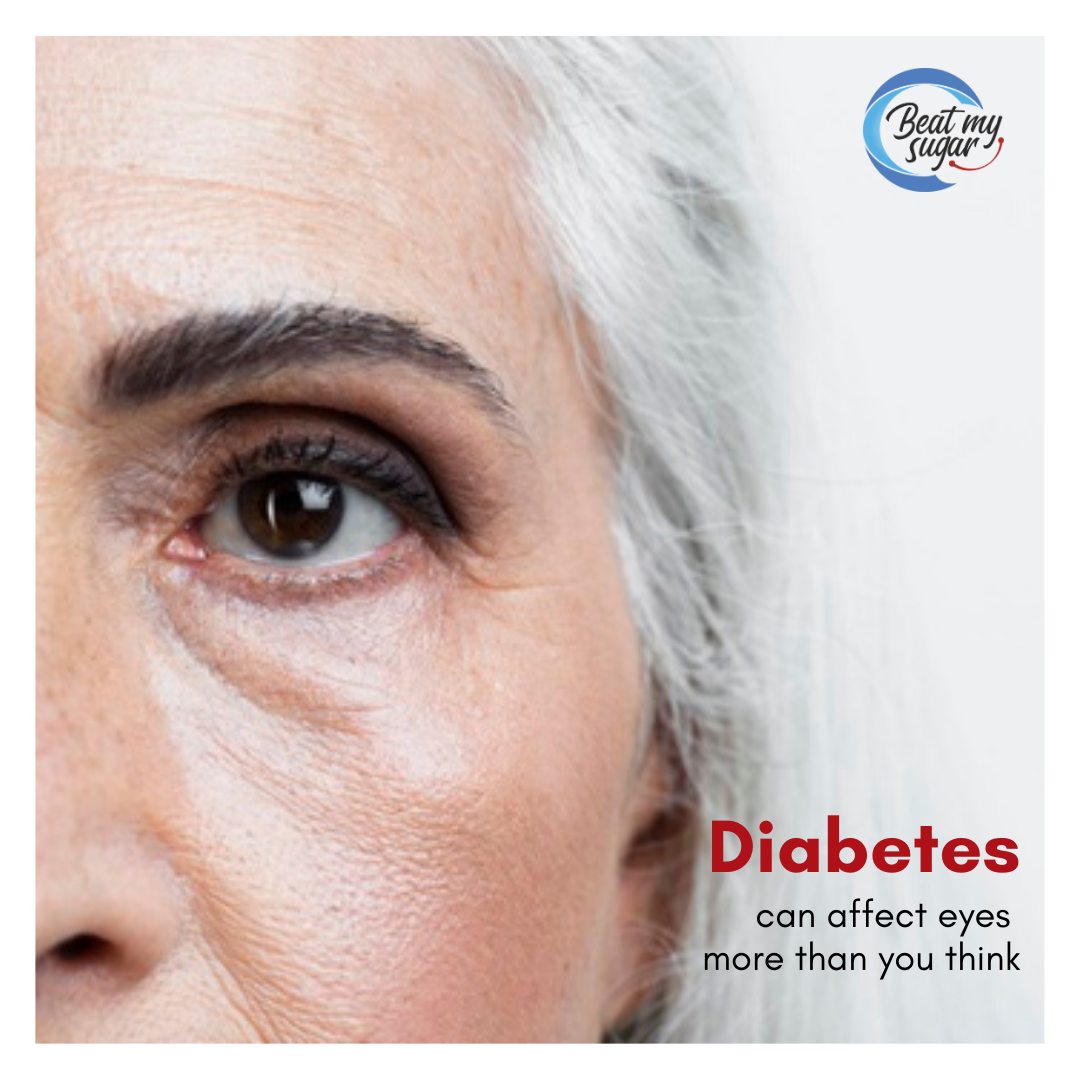 Beat my
sugar
Diabetes
can affect eyes
more than you think